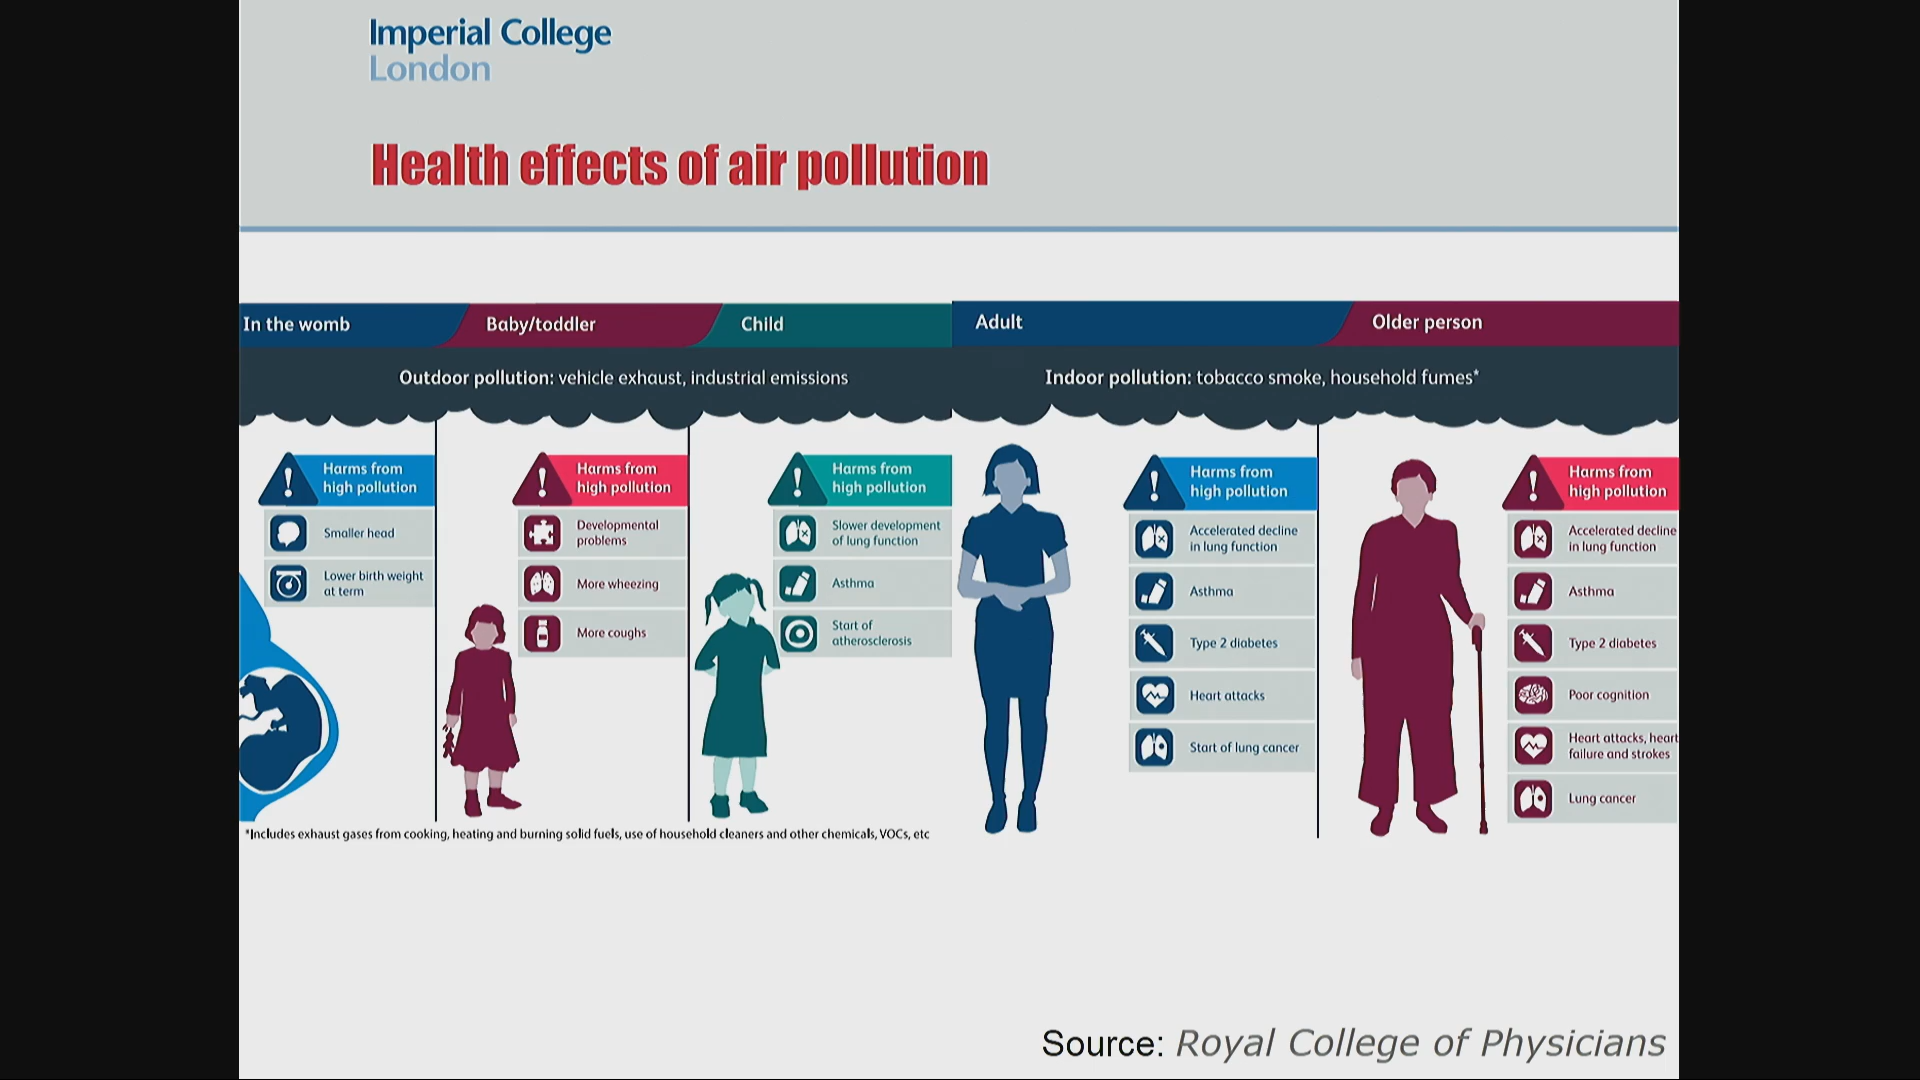 Imperial College
London
Health effects of air pollution
In the womb
Baby/toddler
Child
Adult
Older person
Outdoor pollution: vehicle exhaust, industrial emissions
Indoor pollution: tobacco smoke, household fumes*
Harms from
high pollution
Smaller head
Lower birth weight
at term
Harms from
high pollution
Developmental
problems
More wheezing
More coughs
Harms from
high pollution
Slower development
of lung function
Asthma
Start of
atherosclerosis
Harms from
high pollution
Accelerated decline
in lung function
Asthma
Type 2 diabetes
Heart attacks
Start of lung cancer
Harms from
high pollution
Accelerated decline
in lung function
Asthma
Type 2 diabetes
Poor cognition
Heart attacks, heart
failure and strokes
Lung cancer
*Includes exhaust gases from cooking, heating and burning solid fuels, use of household cleaners and other chemicals, VOCs, etc
Source: Royal College of Physicians